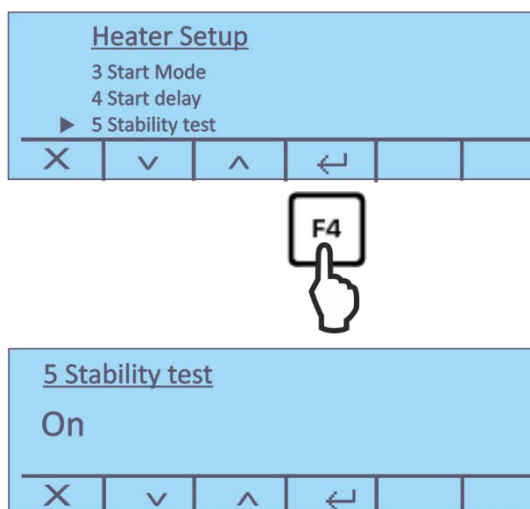 Heater Setup
3 Start Mode
4 Start delay
5 Stability test
F4
5 Stability test
On